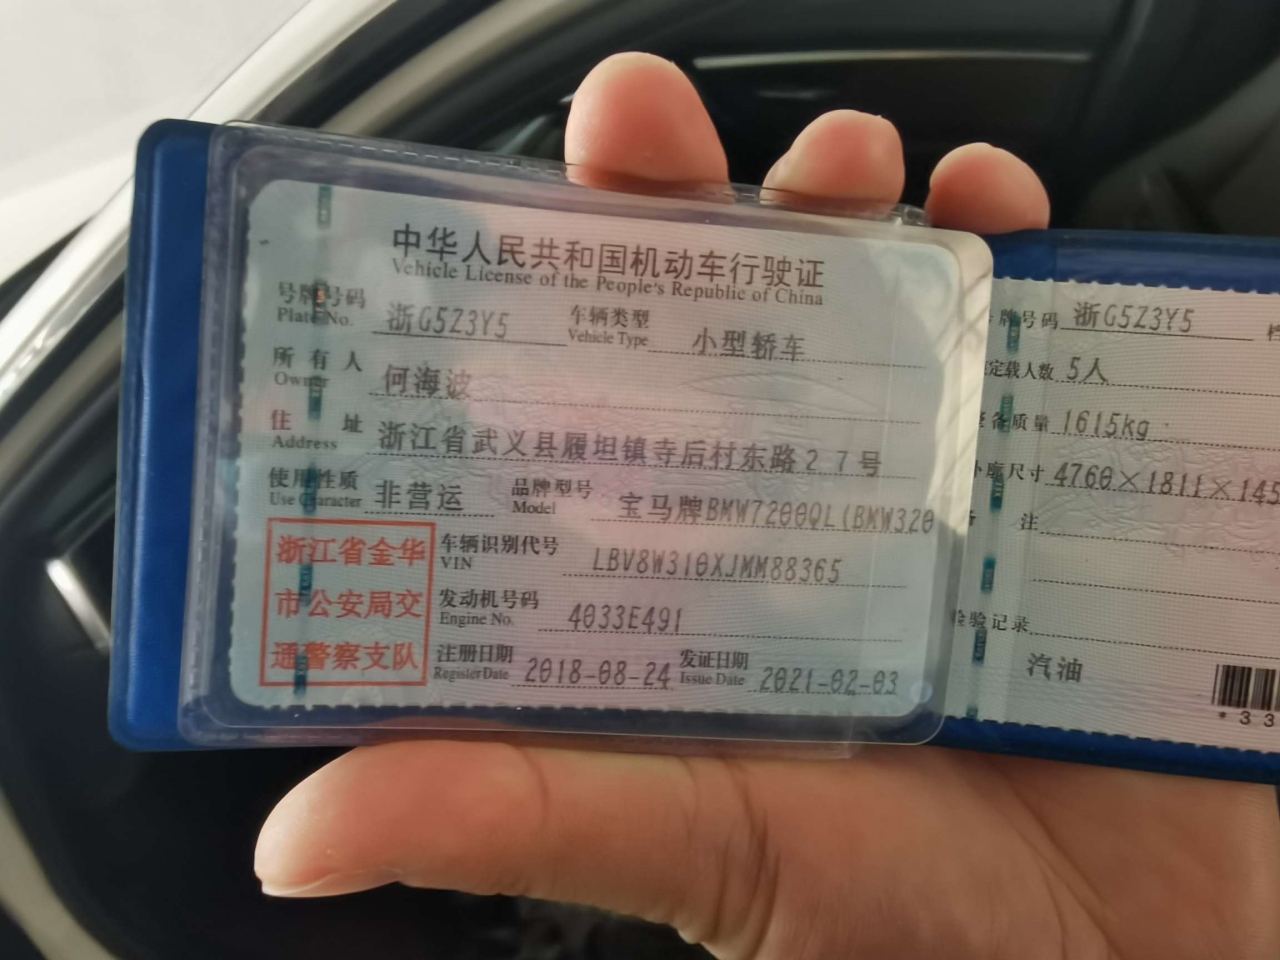 中华人民共和国机动车行驶证
Vehicle License of the People's Republic of China
号牌号码 浙G5Z3Y5 车辆类型 小型轿车
Plate No. Vehicle Type
所有人 何海波
Owner
住址 浙江省武义县履坦镇寺后村东路27号
Address
使用性质 非营运 品牌型号 宝马牌BMW7200QL(BMW320
Use Character Model
浙江省金华
市公安局交
通警察支队
车辆识别代号 LBV8W310XJMM88365
VIN
发动机号码 4033E491
Engine No.
注册日期 2018-08-24 发证日期 2021-02-03
Register Date Issue Date
号牌号码 浙G5Z3Y5
定载人数 5人
备质量 1615kg
廓尺寸 4760×1811×145
注
检验记录
汽油
*33